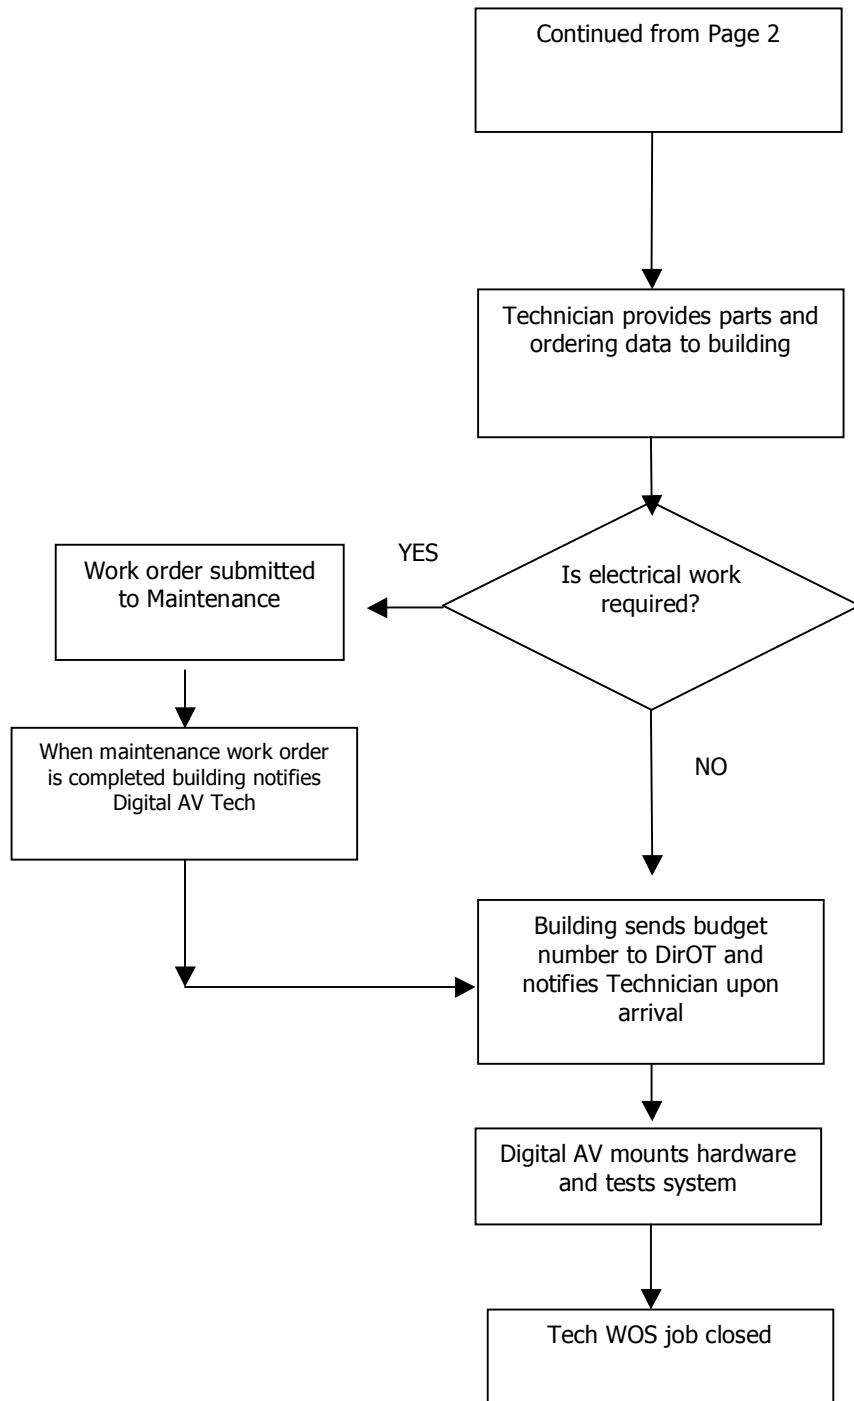 Continued from Page 2
Technician provides parts and
ordering data to building
Is electrical work
required?
YES
Work order submitted
to Maintenance
When maintenance work order
is completed building notifies
Digital AV Tech
NO
Building sends budget
number to DirOT and
notifies Technician upon
arrival
Digital AV mounts hardware
and tests system
Tech WOS job closed